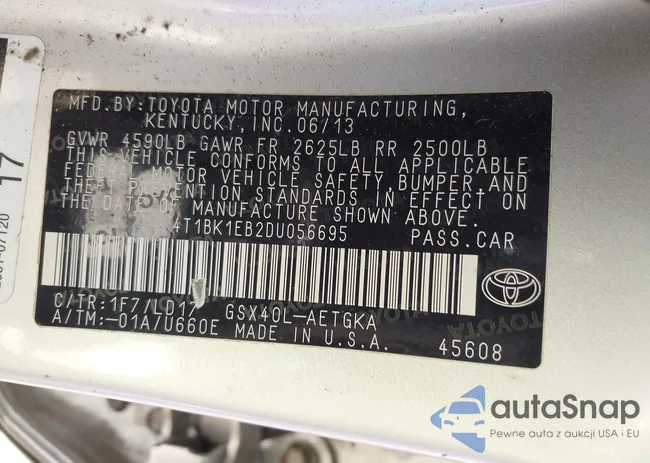 MFD.BY:TOYOTA MOTOR MANUFACTURING,
KENTUCKY,INC.06/13
GVWR 4590LB GAWR FR 2625LB RR 2500LB
THIS VEHICLE CONFORMS TO ALL APPLICABLE
FEDERAL MOTOR VEHICLE SAFETY,BUMPER,AND
THEFT PREVENTION STANDARDS IN EFFECT ON
THE DATE OF MANUFACTURE SHOWN ABOVE.
4T1BK1EB2DU056695 PASS.CAR
C/TR:1F7/LD17 GSX40L-AETGKA
A/TM:-01A/U660E MADE IN U.S.A. 45608
17
autaSnap
Pewne auta z aukcji USA i EU